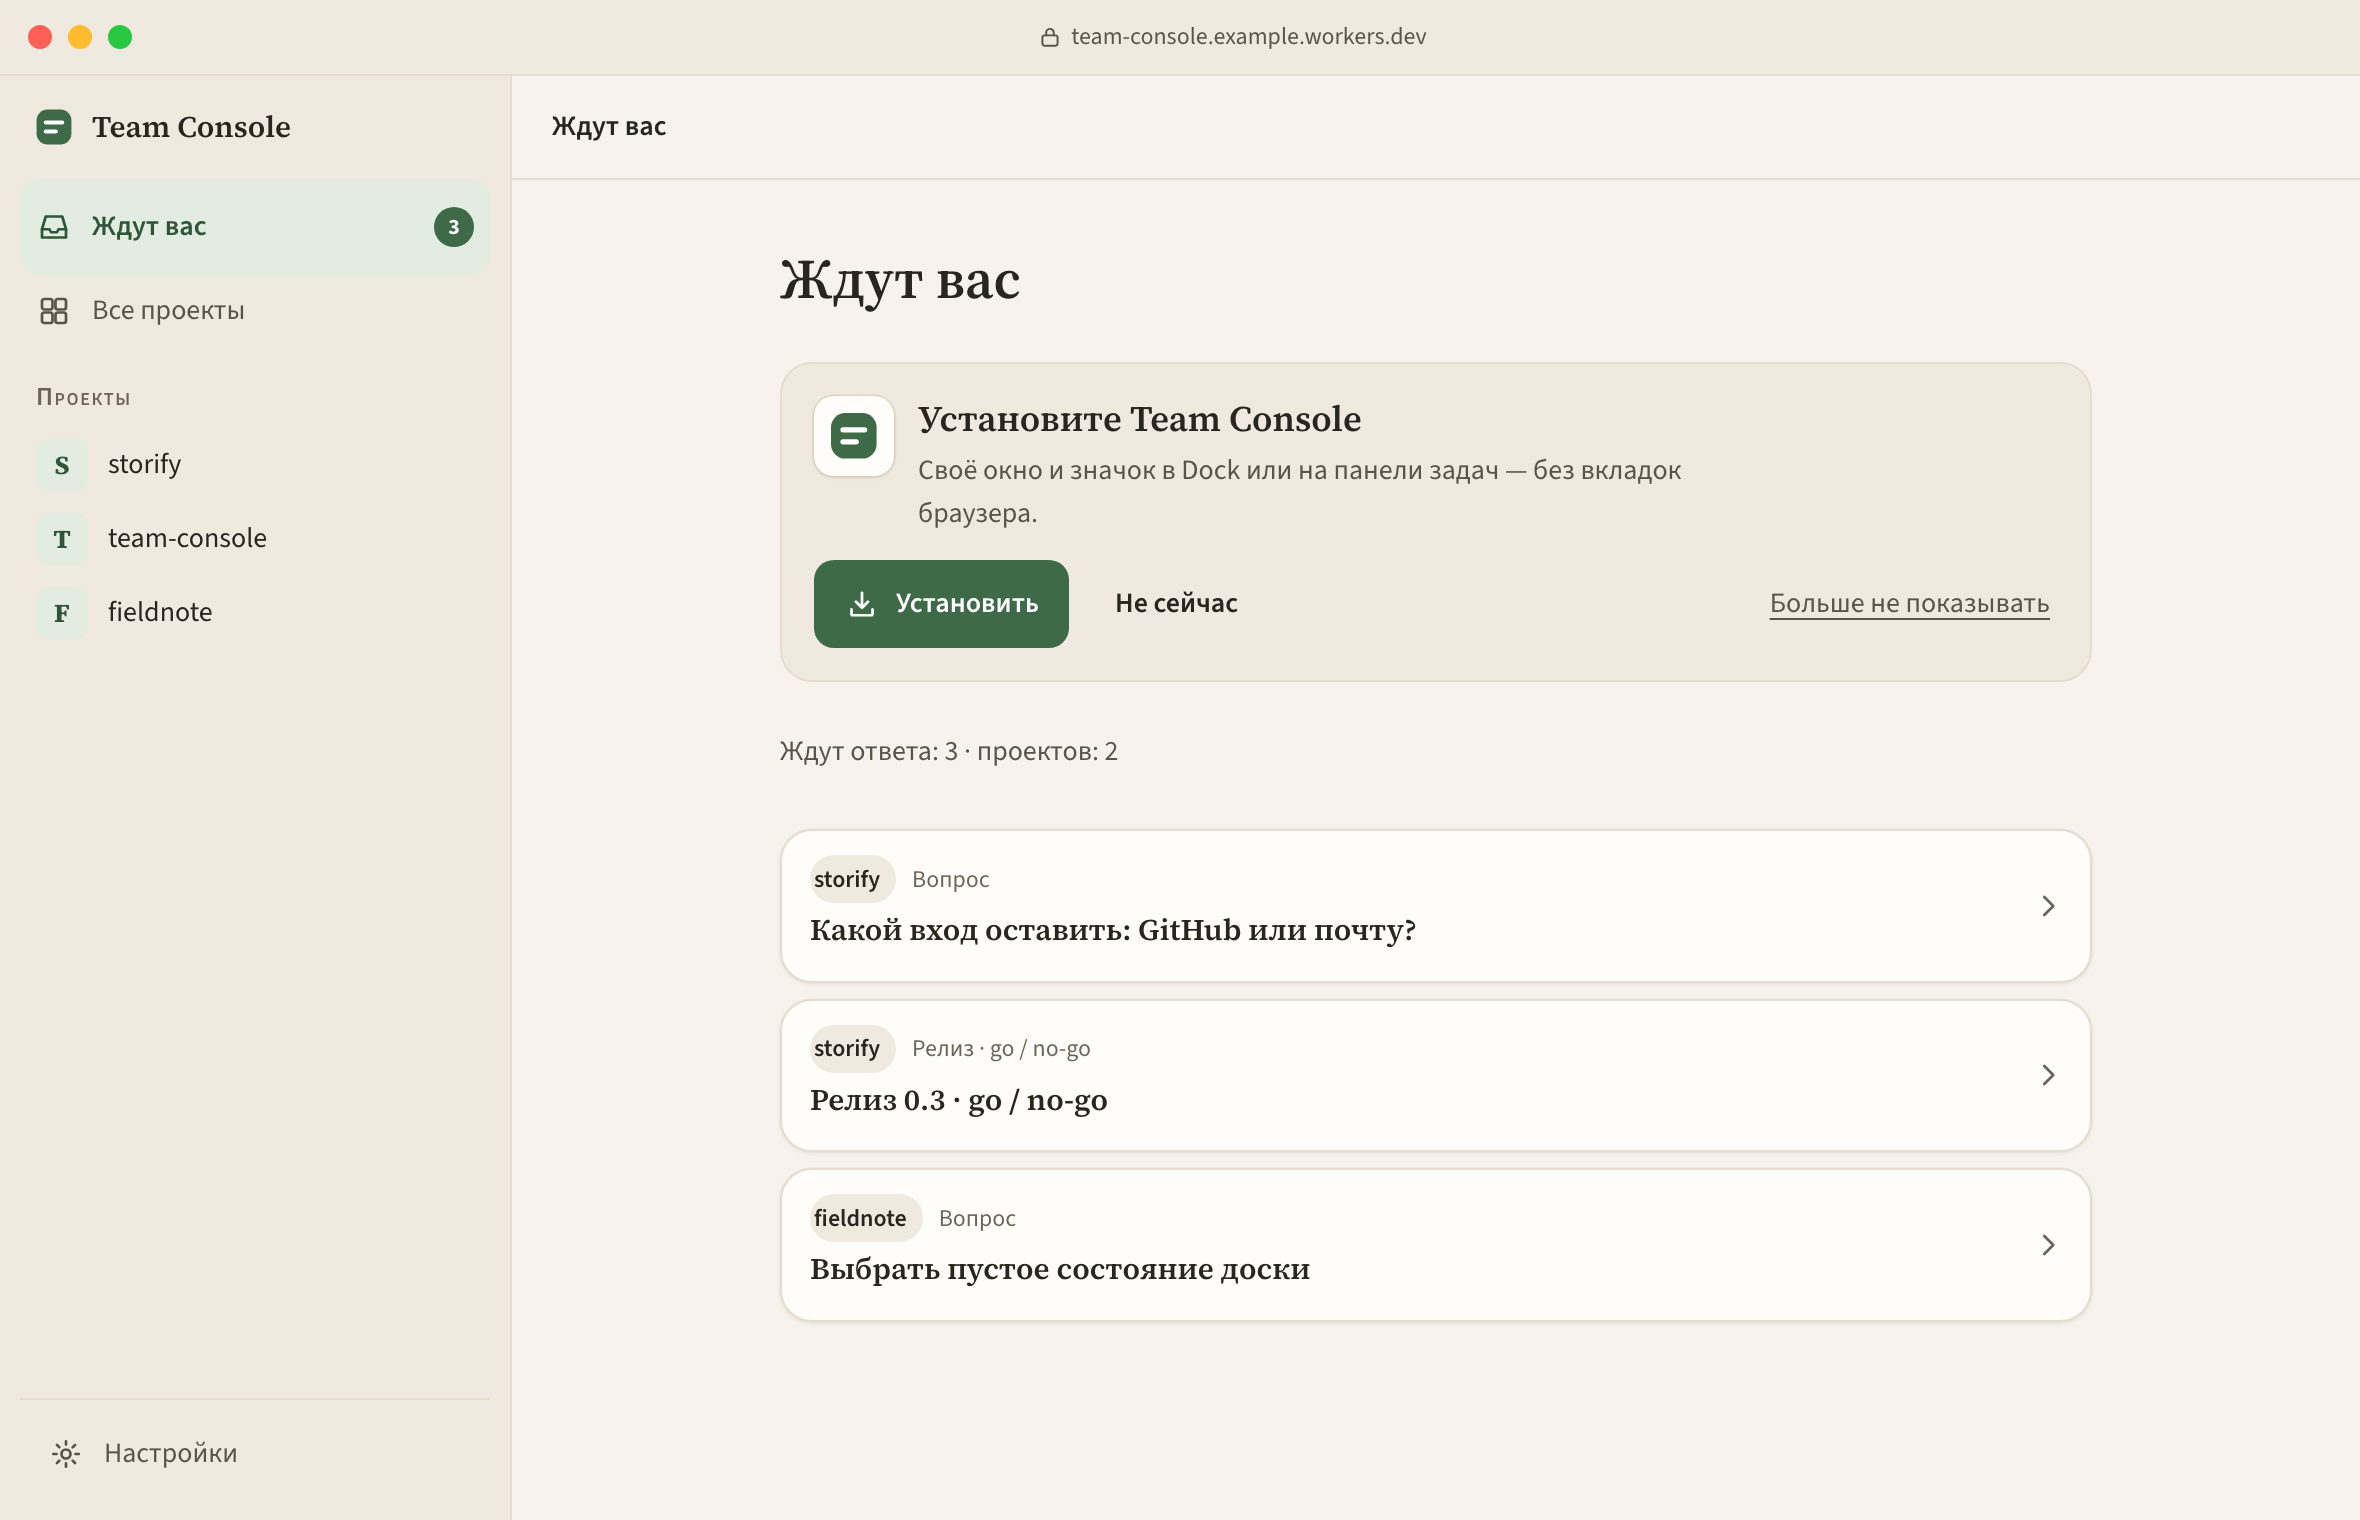 team-console.example.workers.dev
Team Console
Ждут вас
3
Все проекты
Проекты
S storify
T team-console
F fieldnote
Настройки
Ждут вас
Ждут вас
Установите Team Console
Своё окно и значок в Dock или на панели задач — без вкладок
браузера.
Установить
Не сейчас
Больше не показывать
Ждут ответа: 3 · проектов: 2
storify Вопрос
Какой вход оставить: GitHub или почту?
storify Релиз · go / no-go
Релиз 0.3 · go / no-go
fieldnote Вопрос
Выбрать пустое состояние доски